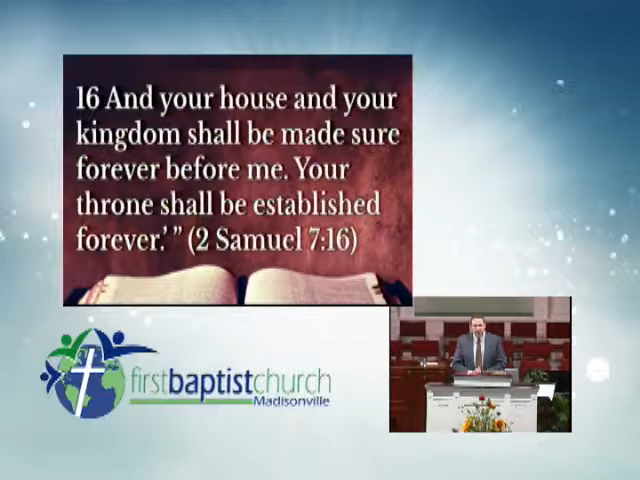 16 And your house and your
kingdom shall be made sure
forever before me. Your
throne shall be established
forever.’ ” (2 Samuel 7:16)
firstbaptistchurch
Madisonville